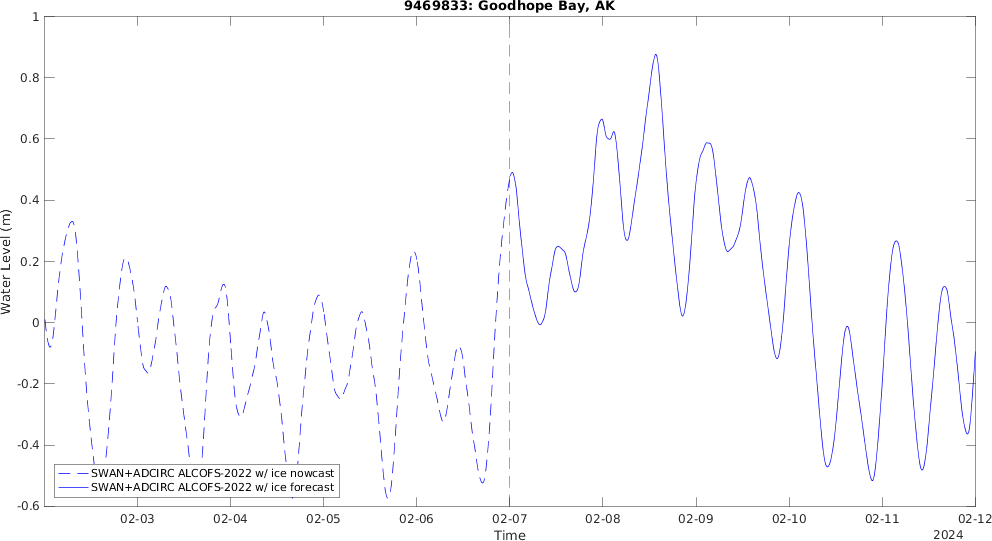 9469833: Goodhope Bay, AK
1
0.8
0.6
0.4
0.2
0
-0.2
-0.4
-0.6
Water Level (m)
SWAN+ADCIRC ALCOFS-2022 w/ ice nowcast
SWAN+ADCIRC ALCOFS-2022 w/ ice forecast
02-03 02-04 02-05 02-06 02-07 02-08 02-09 02-10 02-11 02-12
Time
2024